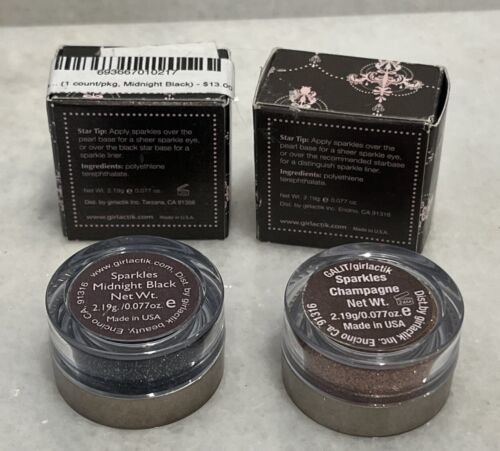 693667010217
... (1 count/pkg, Midnight Black) - $13.00
Star Tip: Apply sparkles over the
pearl base for a sheer sparkle eye,
or over the black star base for a
sparkle liner.
Ingredients: polyethlene
terephthalate.
Net Wt. 2.19g ℮ 0.077 oz.
Dist. by girlactik Inc. Tarzana, CA 91356
www.girlactik.com Made in U.S.A.
Star Tip: Apply sparkles over the
pearl base for a sheer sparkle eye,
or over the recommended starbase
for a distinguish sparkle liner.
Ingredients: polyethlene
terephthalate.
Net Wt. 2.19g ℮ 0.077 oz.
Dist. by girlactik Inc. Encino, CA 91316
www.girlactik.com Made in U.S.A.
www.girlactik.com. Dist by girlactik beauty, Encino CA 91316
Sparkles
Midnight Black
Net Wt.
2.19g./0.077oz. ℮
Made in USA
GALIT/girlactik
Sparkles
Champagne
Net Wt.
2.19g/0.077oz. ℮
Made in USA
Dist.by girlactik Inc. Encino Ca. 91316